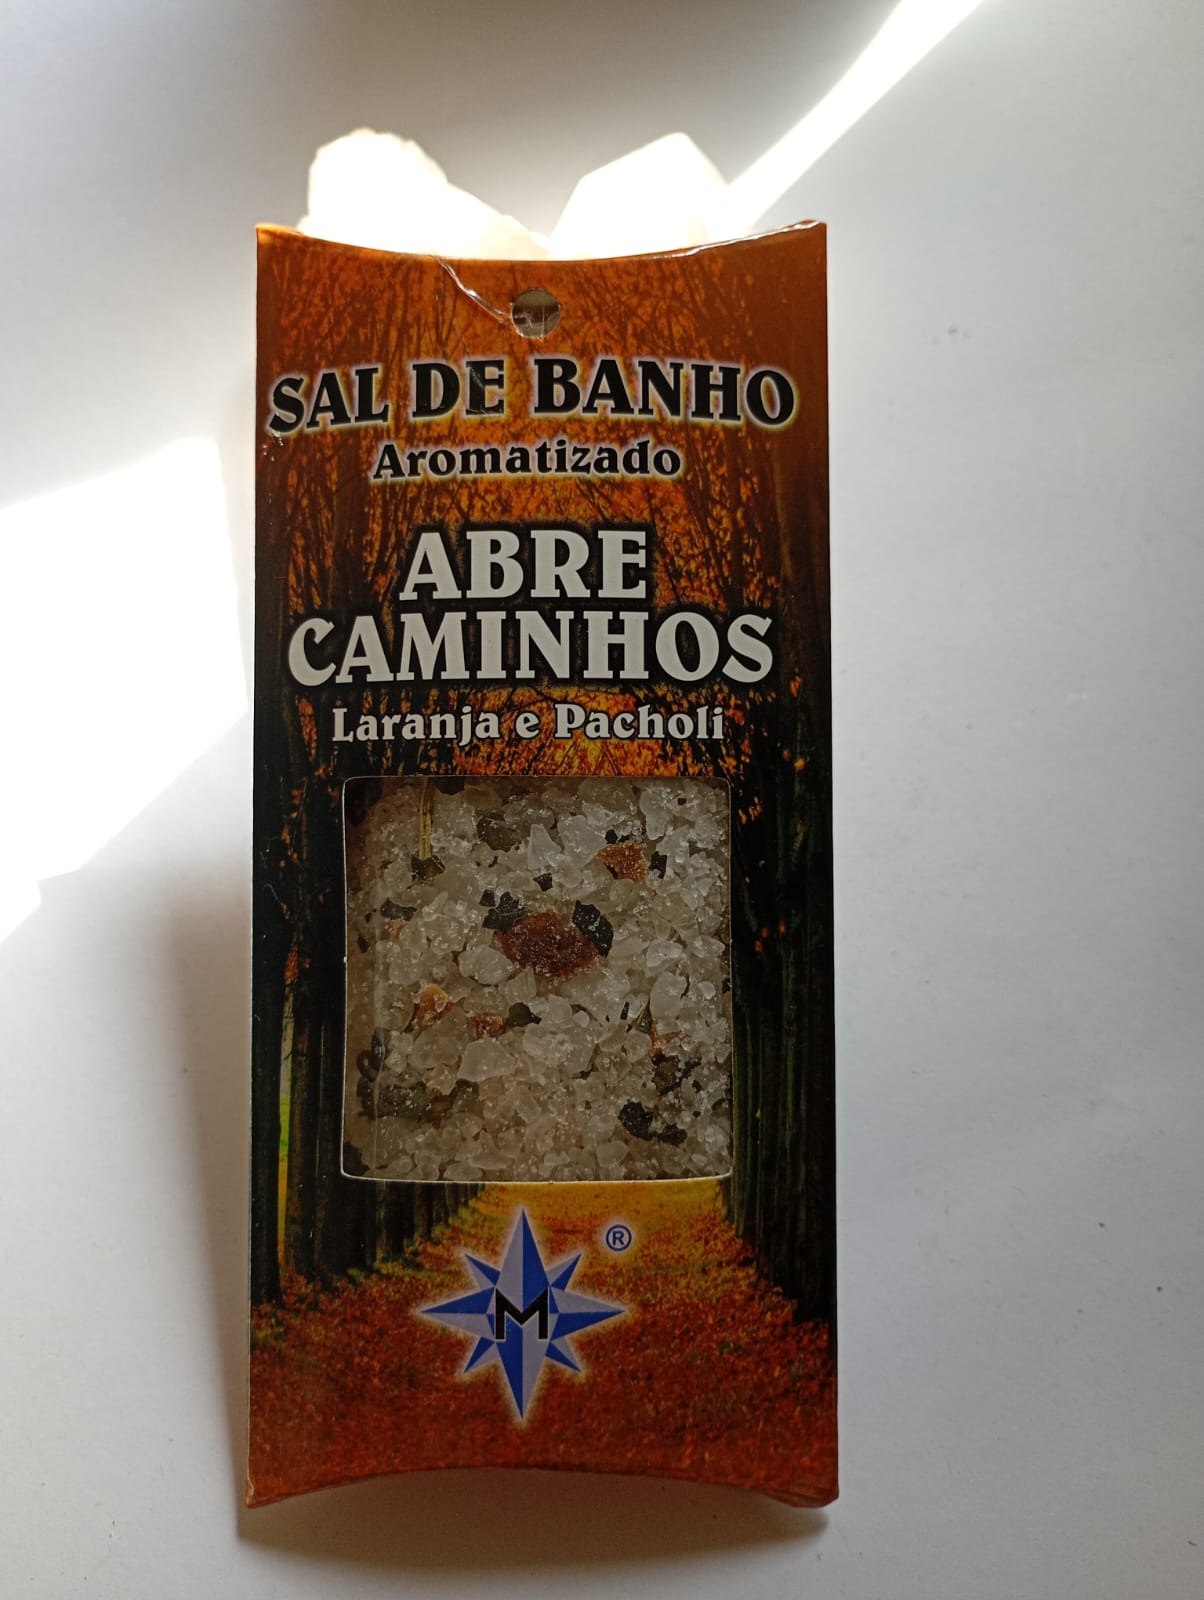 SAL DE BANHO
Aromatizado
ABRE
CAMINHOS
Laranja e Pacholi
®
M